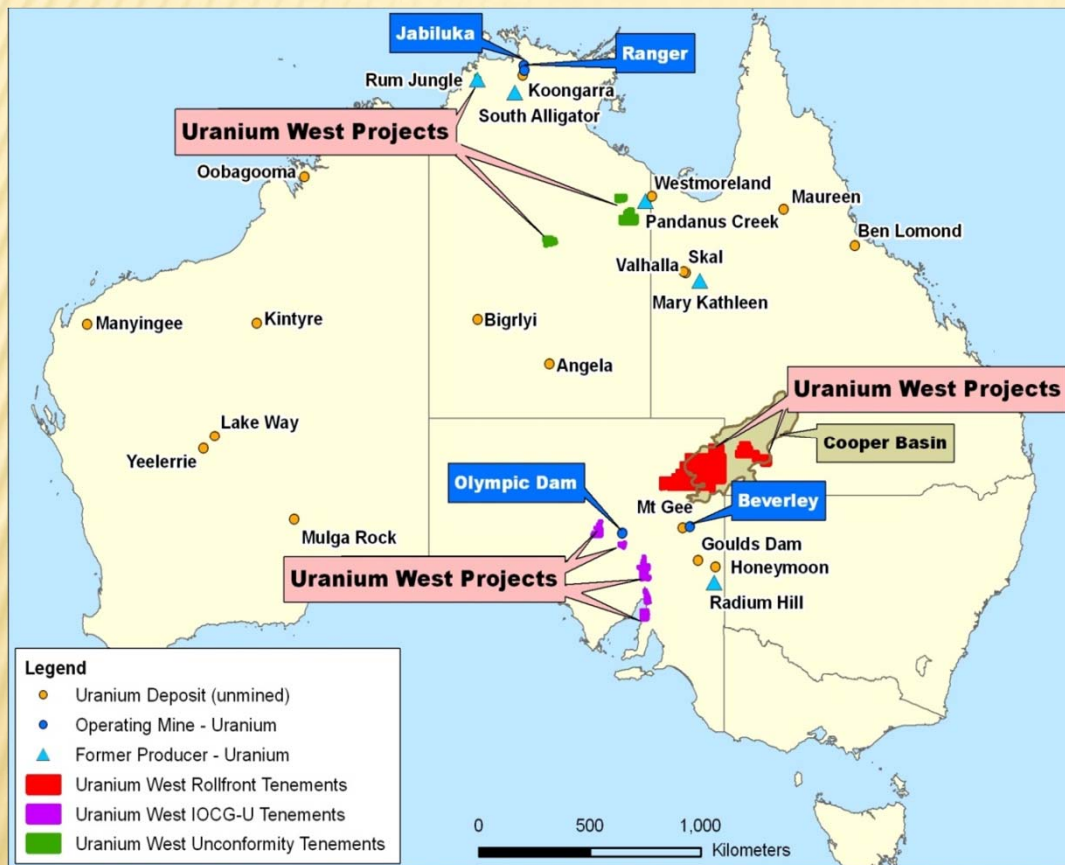 Jabiluka
Ranger
Rum Jungle
Koongarra
South Alligator
Uranium West Projects
Oobagooma
Westmoreland
Maureen
Pandanus Creek
Ben Lomond
Valhalla
Skal
Mary Kathleen
Manyingee
Kintyre
Bigrlyi
Angela
Uranium West Projects
Lake Way
Cooper Basin
Yeelerrie
Olympic Dam
Mt Gee
Beverley
Mulga Rock
Goulds Dam
Uranium West Projects
Honeymoon
Radium Hill
Legend
Uranium Deposit (unmined)
Operating Mine - Uranium
Former Producer - Uranium
Uranium West Rollfront Tenements
Uranium West IOCG-U Tenements
Uranium West Unconformity Tenements
0 500 1,000
Kilometers